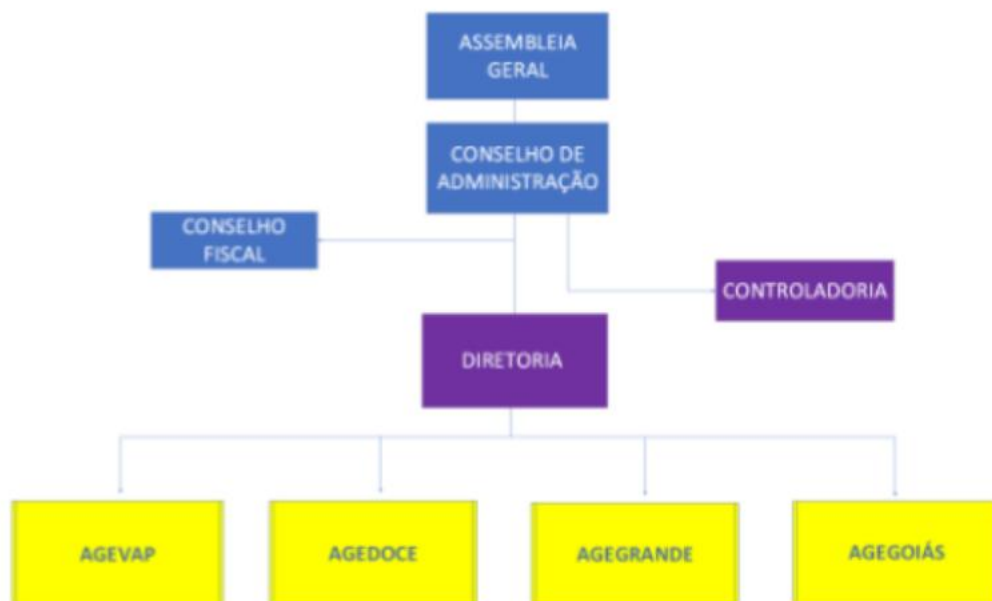 ASSEMBLEIA
GERAL
CONSELHO DE
ADMINISTRAÇÃO
CONSELHO
FISCAL
CONTROLADORIA
DIRETORIA
AGEVAP
AGEDOCE
AGEGRANDE
AGEGOIÁS